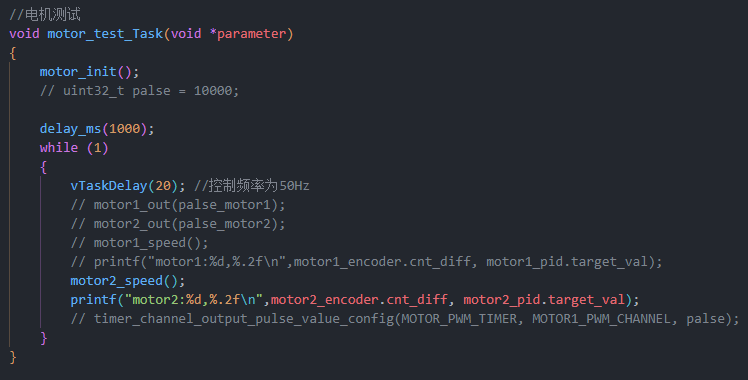 //电机测试
void motor_test_Task(void *parameter)
{
motor_init();
// uint32_t palse = 10000;
delay_ms(1000);
while (1)
{
vTaskDelay(20); //控制频率为50Hz
// motor1_out(palse_motor1);
// motor2_out(palse_motor2);
// motor1_speed();
// printf("motor1:%d,%.2f\n",motor1_encoder.cnt_diff, motor1_pid.target_val);
motor2_speed();
printf("motor2:%d,%.2f\n",motor2_encoder.cnt_diff, motor2_pid.target_val);
// timer_channel_output_pulse_value_config(MOTOR_PWM_TIMER, MOTOR1_PWM_CHANNEL, palse);
}
}